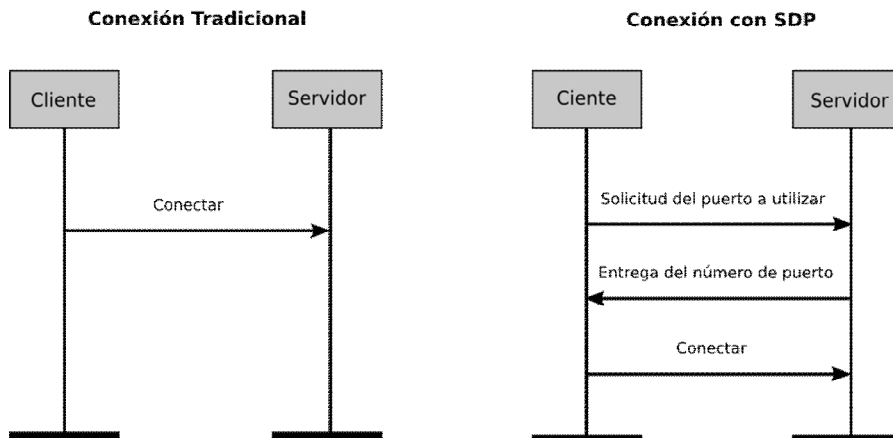 Conexión Tradicional
Cliente
Servidor
Conectar
Conexión con SDP
Ciente
Servidor
Solicitud del puerto a utilizar
Entrega del número de puerto
Conectar